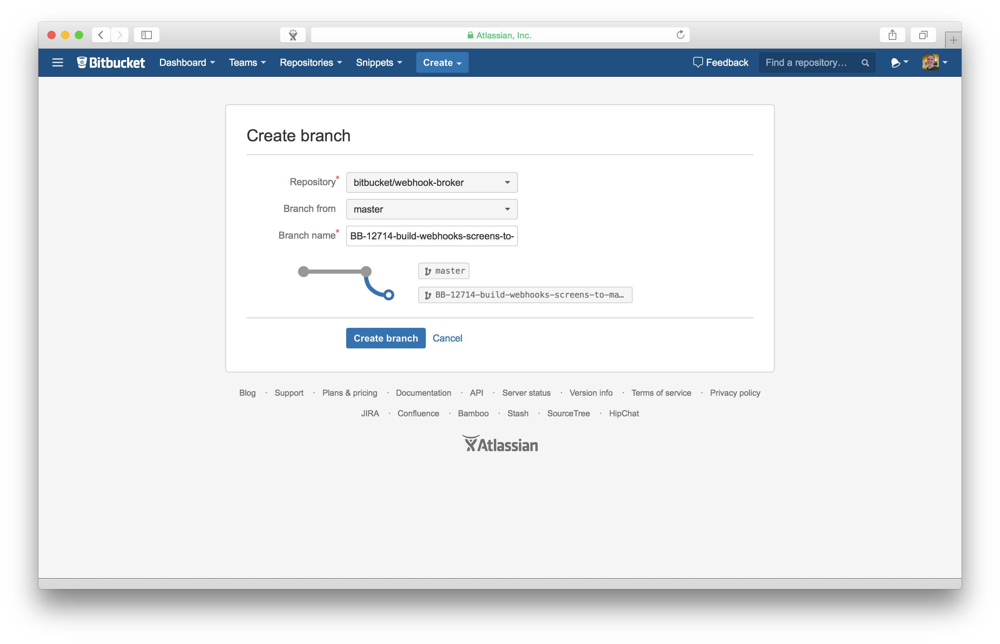 Atlassian, Inc.
Bitbucket Dashboard Teams Repositories Snippets Create Feedback Find a repository...
Create branch
Repository* bitbucket/webhook-broker
Branch from master
Branch name* BB-12714-build-webhooks-screens-to-
master
BB-12714-build-webhooks-screens-to-ma…
Create branch Cancel
Blog · Support · Plans & pricing · Documentation · API · Server status · Version info · Terms of service · Privacy policy
JIRA · Confluence · Bamboo · Stash · SourceTree · HipChat
Atlassian